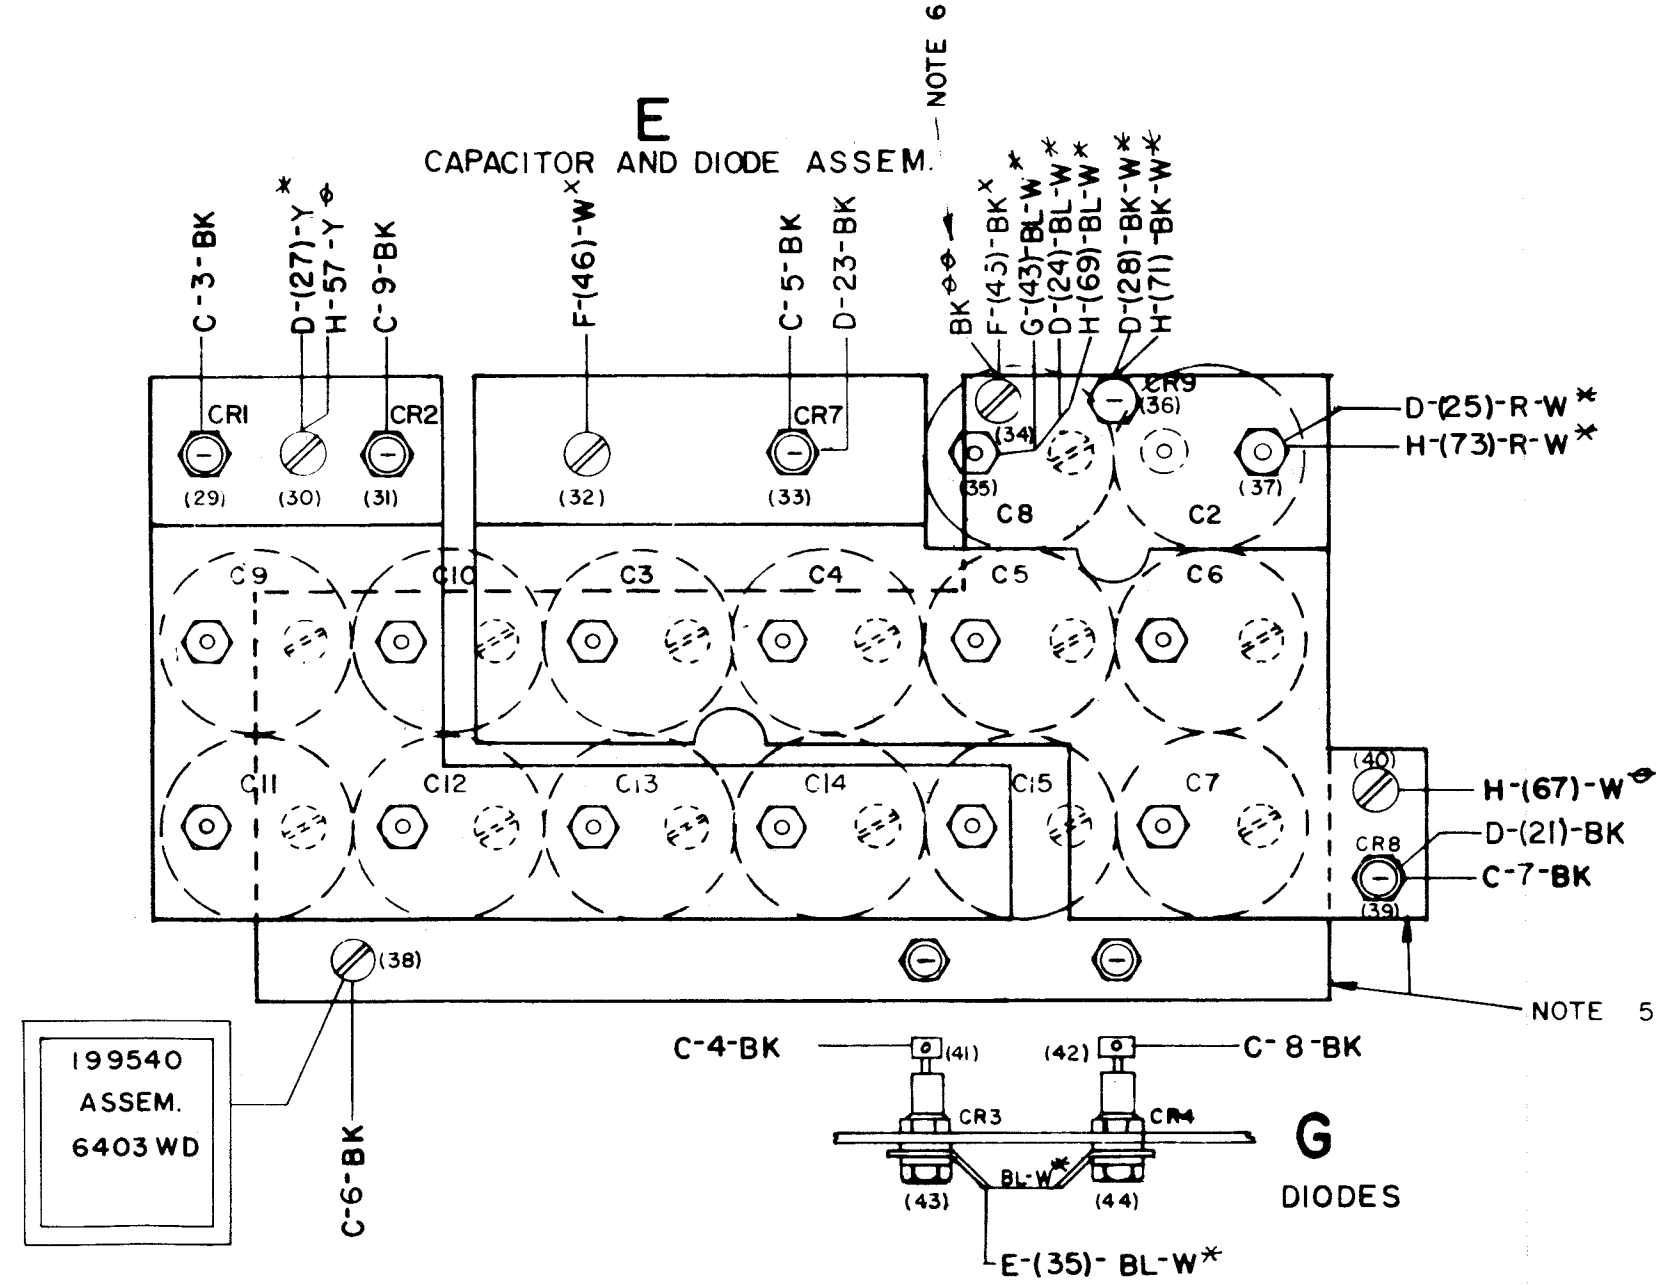 NOTE 6
E
CAPACITOR AND DIODE ASSEM.
C-3-BK
D-(27)-Y*
H-57-Y ϕ
C-9-BK
F-(46)-W×
C-5-BK
D-23-BK
BK ϕϕ
F-(45)-BK×
G-(43)-BL-W*
D-(24)-BL-W*
H-(69)-BL-W*
D-(28)-BK-W*
H-(71)-BK-W*
CR1
CR2
CR7
CR9
(36)
D-(25)-R-W*
H-(73)-R-W*
(34)
(29)
(30)
(31)
(32)
(33)
(35)
(37)
C8
C2
C9
C10
C3
C4
C5
C6
C11
C12
C13
C14
C15
C7
(40)
H-(67)-Wϕ
D-(21)-BK
CR8
C-7-BK
(39)
(38)
NOTE 5
199540
ASSEM.
6403WD
C-6-BK
C-4-BK
(41)
(42)
C-8-BK
CR3
CR4
G
BL-W*
(43)
(44)
DIODES
E-(35)-BL-W*